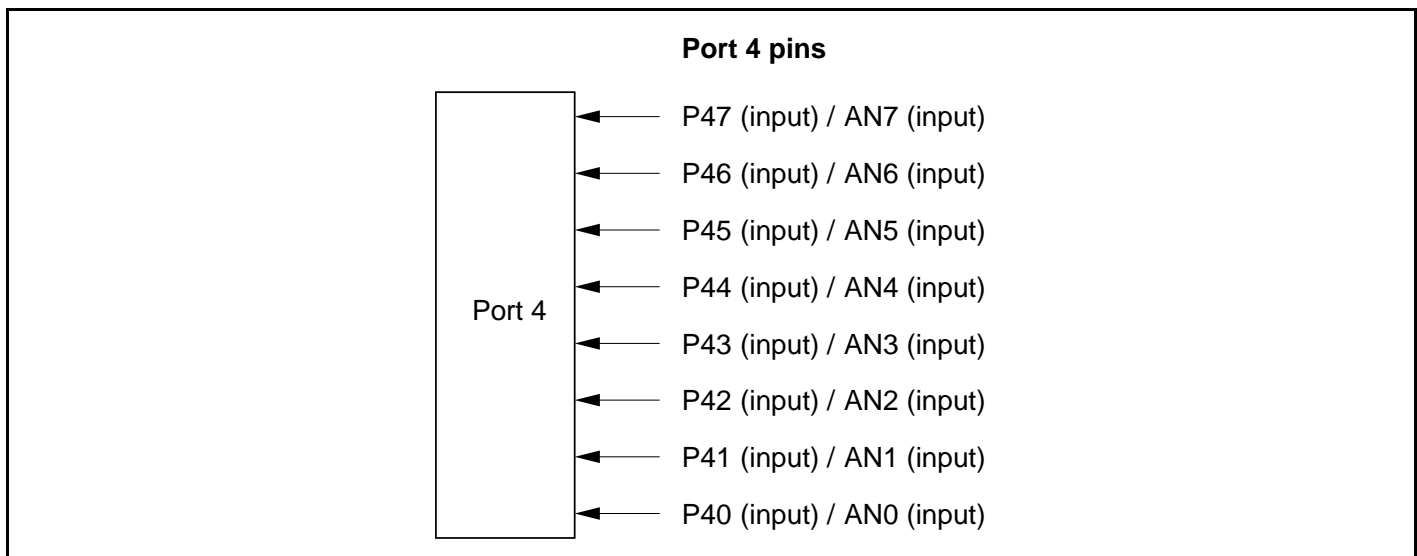 Port 4 pins
P47 (input) / AN7 (input)
P46 (input) / AN6 (input)
P45 (input) / AN5 (input)
P44 (input) / AN4 (input)
Port 4
P43 (input) / AN3 (input)
P42 (input) / AN2 (input)
P41 (input) / AN1 (input)
P40 (input) / AN0 (input)